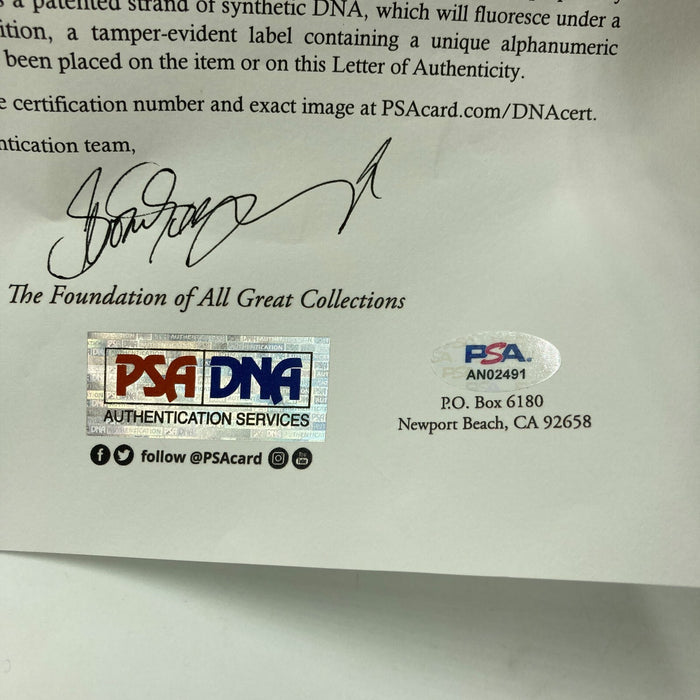 a patented strand of synthetic DNA, which will fluoresce under a
ition, a tamper-evident label containing a unique alphanumeric
been placed on the item or on this Letter of Authenticity.
e certification number and exact image at PSAcard.com/DNAcert.
ntication team,
The Foundation of All Great Collections
PSA DNA
AUTHENTICATION SERVICES
follow @PSAcard
PSA
AN02491
P.O. Box 6180
Newport Beach, CA 92658